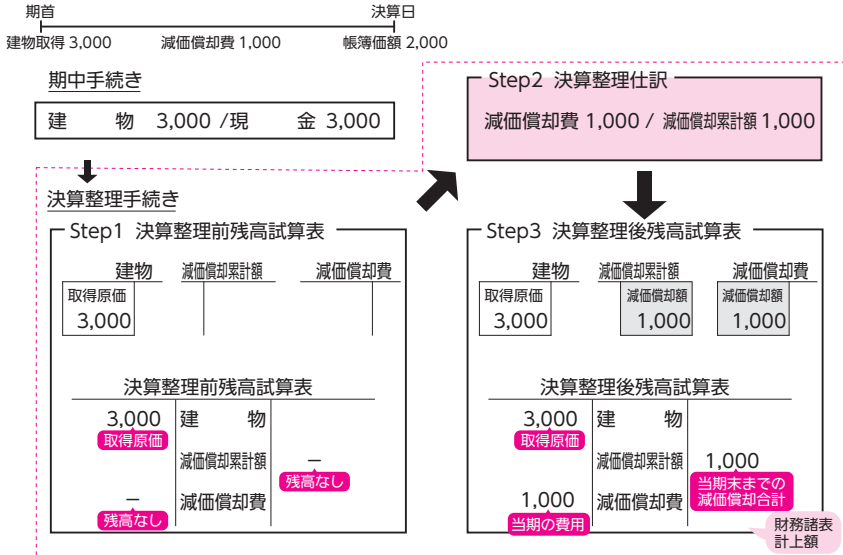 期首 決算日
建物取得 3,000 減価償却費 1,000 帳簿価額 2,000
期中手続き
建 物 3,000 /現 金 3,000
Step2 決算整理仕訳
減価償却費 1,000 / 減価償却累計額 1,000
決算整理手続き
Step1 決算整理前残高試算表
建物 減価償却累計額 減価償却費
取得原価
3,000
決算整理前残高試算表
3,000 建 物
取得原価
減価償却累計額 −
残高なし
− 減価償却費
残高なし
Step3 決算整理後残高試算表
建物 減価償却累計額 減価償却費
取得原価 減価償却額 減価償却額
3,000 1,000 1,000
決算整理後残高試算表
3,000 建 物
取得原価
減価償却累計額 1,000
当期末までの
減価償却合計
1,000 減価償却費
当期の費用
財務諸表
計上額